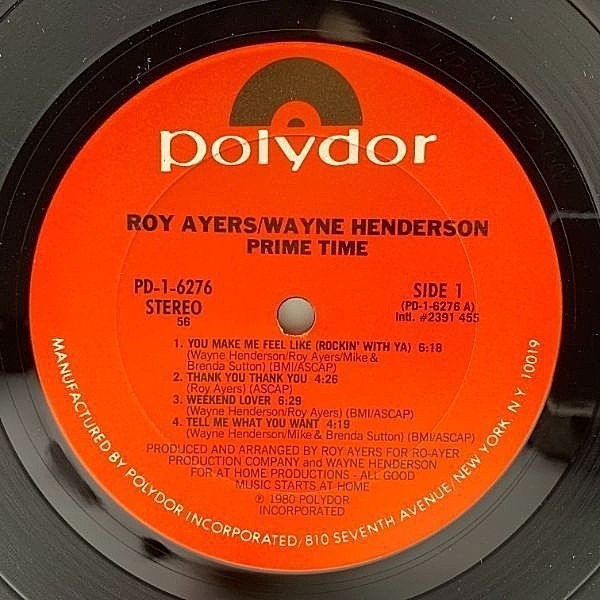 polydor
ROY AYERS/WAYNE HENDERSON
PRIME TIME
PD-1-6276
STEREO
56
SIDE 1
(PD-1-6276 A)
Intl. #2391 455
1. YOU MAKE ME FEEL LIKE (ROCKIN' WITH YA) 6:18
(Wayne Henderson/Roy Ayers/Mike &
Brenda Sutton) (BMI/ASCAP)
2. THANK YOU THANK YOU 4:26
(Roy Ayers) (ASCAP)
3. WEEKEND LOVER 6:29
(Wayne Henderson/Roy Ayers) (BMI/ASCAP)
4. TELL ME WHAT YOU WANT 4:19
(Wayne Henderson/Mike & Brenda Sutton) (BMI/ASCAP)
PRODUCED AND ARRANGED BY ROY AYERS FOR RO-AYER
PRODUCTION COMPANY and WAYNE HENDERSON
FOR AT HOME PRODUCTIONS - ALL GOOD
MUSIC STARTS AT HOME
℗ 1980 POLYDOR
INCORPORATED
MANUFACTURED BY POLYDOR INCORPORATED/810 SEVENTH AVENUE/NEW YORK N Y 10019